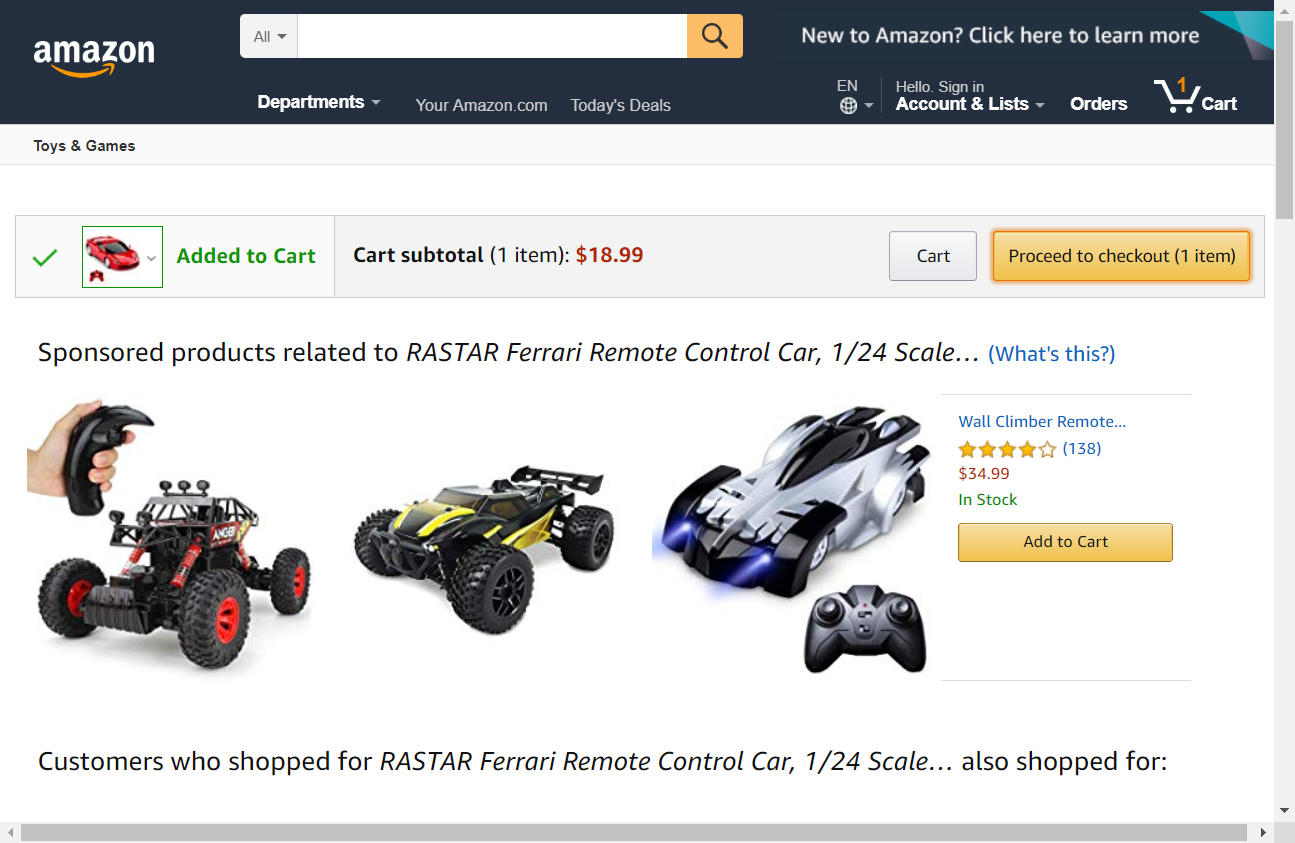 amazon
All
New to Amazon? Click here to learn more
Departments
Your Amazon.com
Today's Deals
EN
Hello. Sign in
Account & Lists
Orders
1
Cart
Toys & Games
Added to Cart
Cart subtotal (1 item): $18.99
Cart
Proceed to checkout (1 item)
Sponsored products related to RASTAR Ferrari Remote Control Car, 1/24 Scale… (What's this?)
ANGER
Wall Climber Remote...
(138)
$34.99
In Stock
Add to Cart
Customers who shopped for RASTAR Ferrari Remote Control Car, 1/24 Scale… also shopped for: